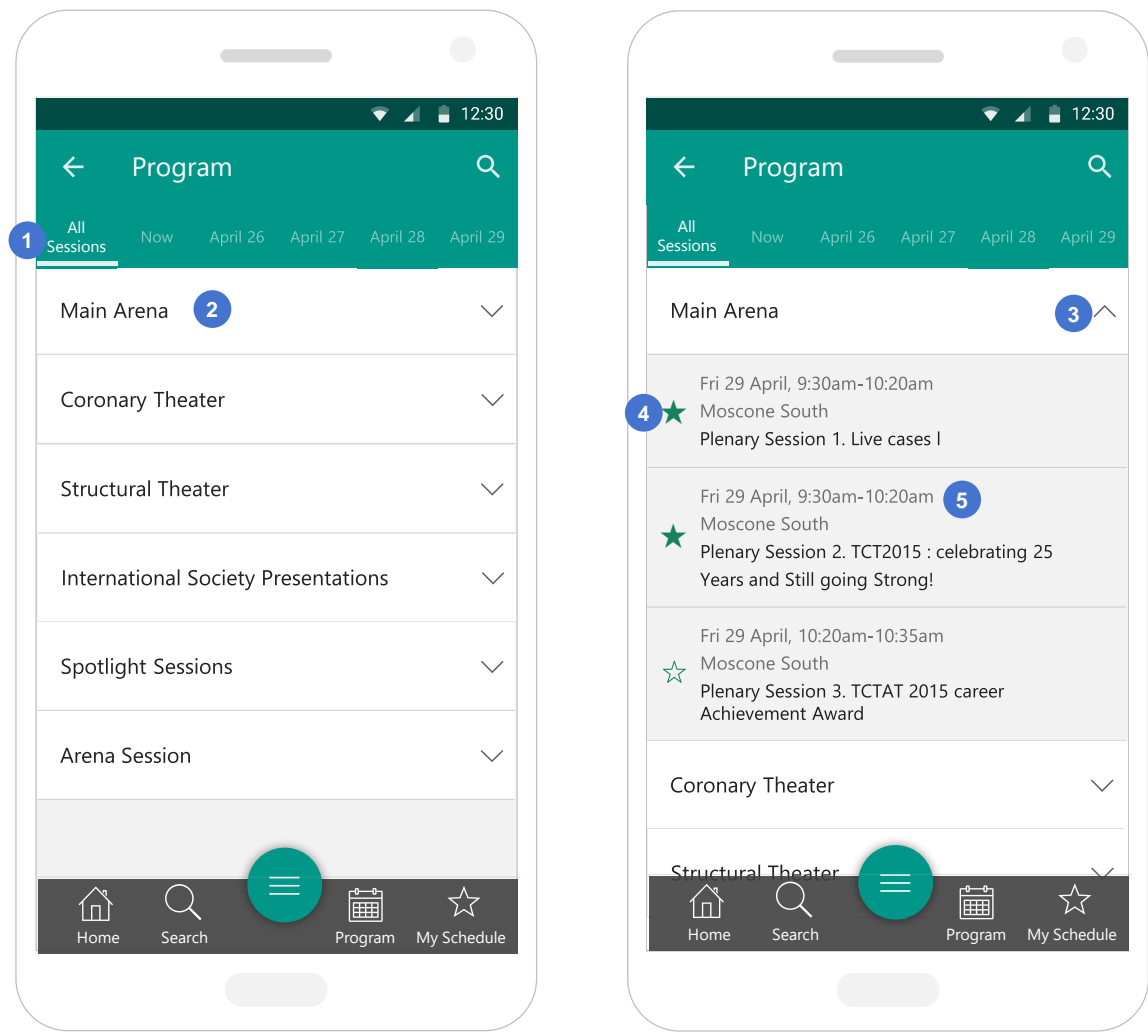 12:30
Program
All
Sessions
Now
April 26
April 27
April 28
April 29
1
Main Arena
2
Coronary Theater
Structural Theater
International Society Presentations
Spotlight Sessions
Arena Session
Home
Search
Program
My Schedule
12:30
Program
All
Sessions
Now
April 26
April 27
April 28
April 29
Main Arena
3
Fri 29 April, 9:30am-10:20am
4
Moscone South
Plenary Session 1. Live cases l
Fri 29 April, 9:30am-10:20am
5
Moscone South
Plenary Session 2. TCT2015 : celebrating 25
Years and Still going Strong!
Fri 29 April, 10:20am-10:35am
Moscone South
Plenary Session 3. TCTAT 2015 career
Achievement Award
Coronary Theater
Structural Theater
Home
Search
Program
My Schedule